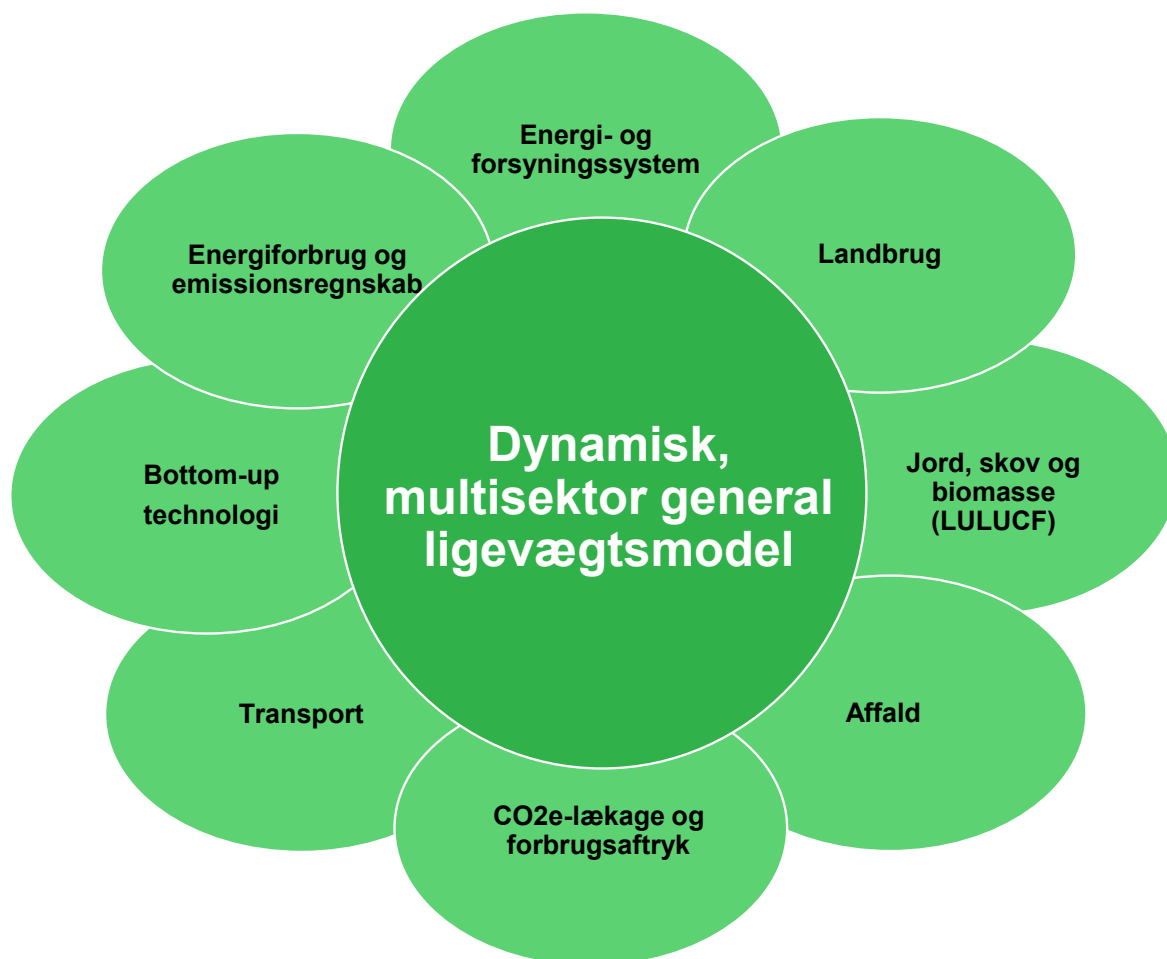 Energi- og
forsyningssystem
Energiforbrug og
emissionsregnskab
Landbrug
Dynamisk,
multisektor general
ligevægtsmodel
Bottom-up
technologi
Jord, skov og
biomasse
(LULUCF)
Transport
Affald
CO2e-lækage og
forbrugsaftryk